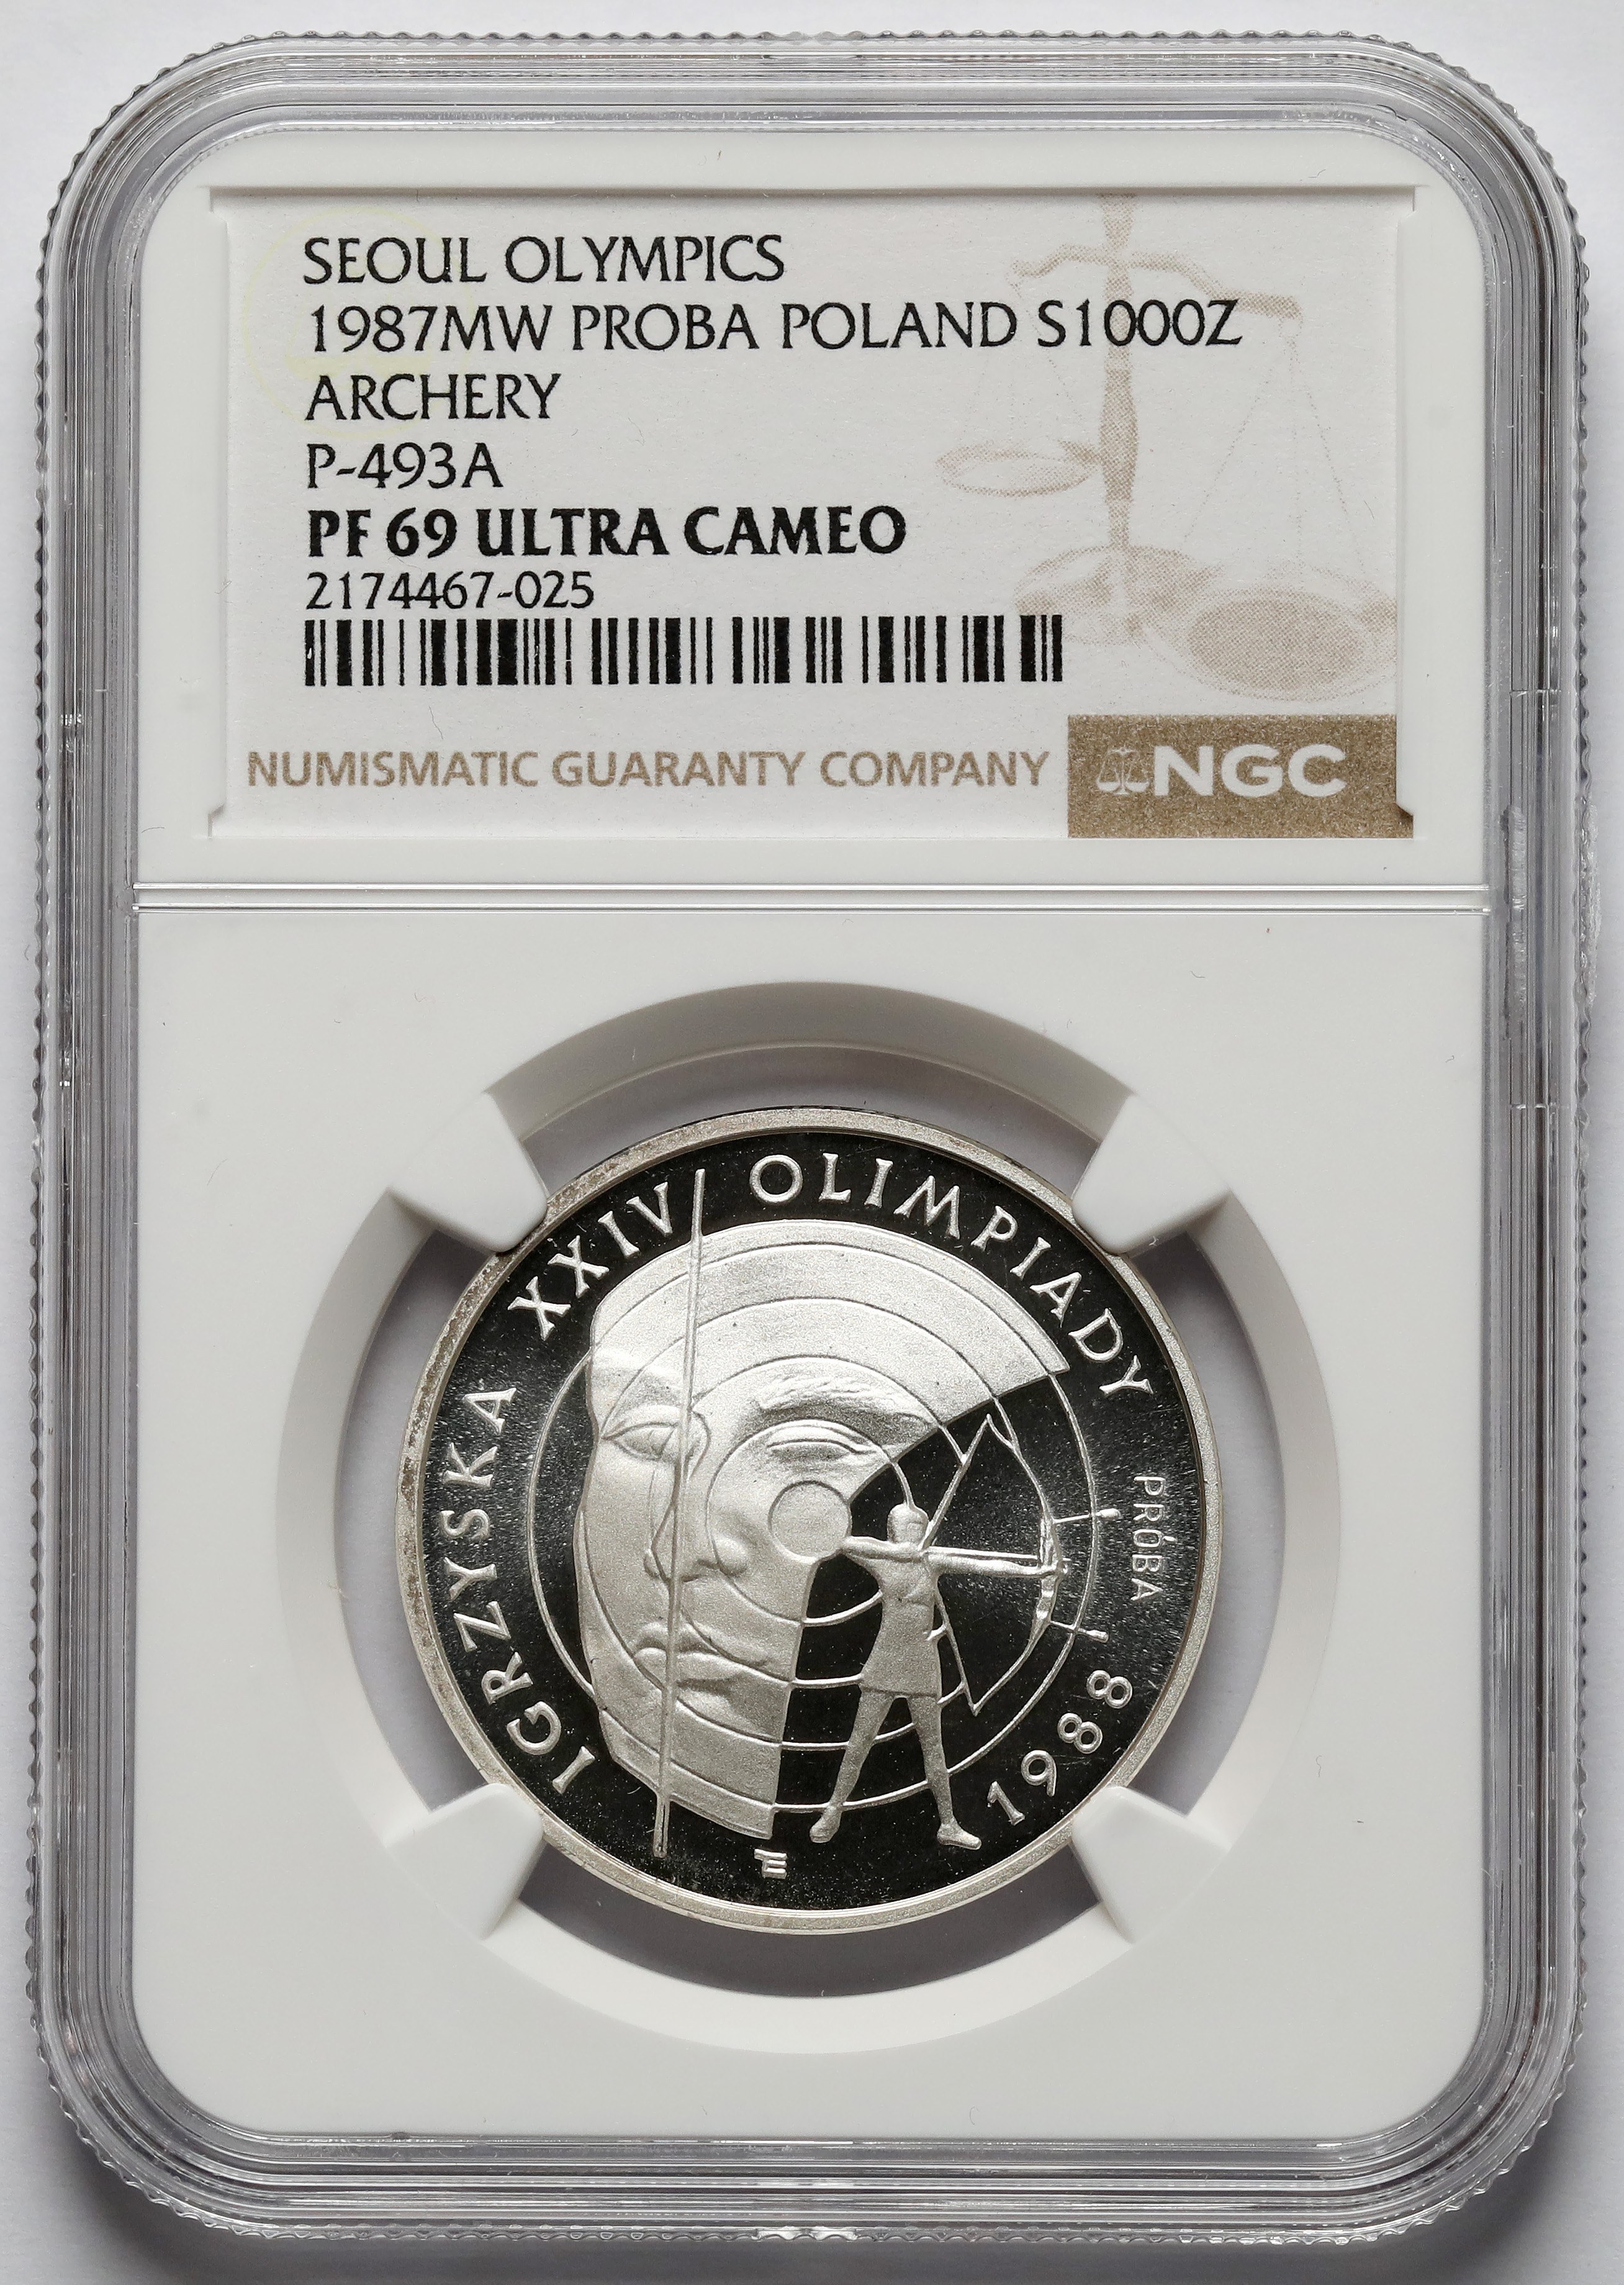 SEOUL OLYMPICS
1987MW PROBA POLAND S1000Z
ARCHERY
P-493A
PF 69 ULTRA CAMEO
2174467-025
NUMISMATIC GUARANTY COMPANY
NGC
IGRZYSKA XXIV OLIMPIADY 1988
PRÓBA